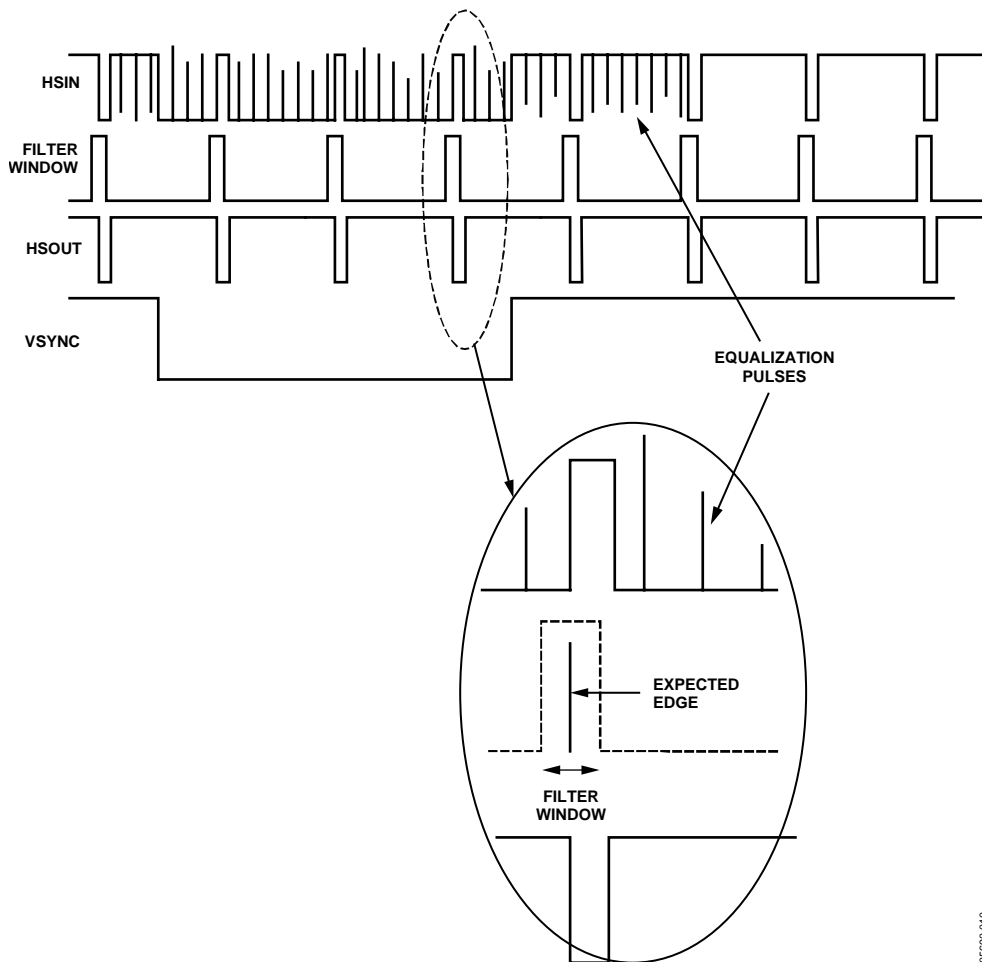 HSIN
FILTER
WINDOW
HSOUT
VSYNC
EQUALIZATION
PULSES
EXPECTED
EDGE
FILTER
WINDOW